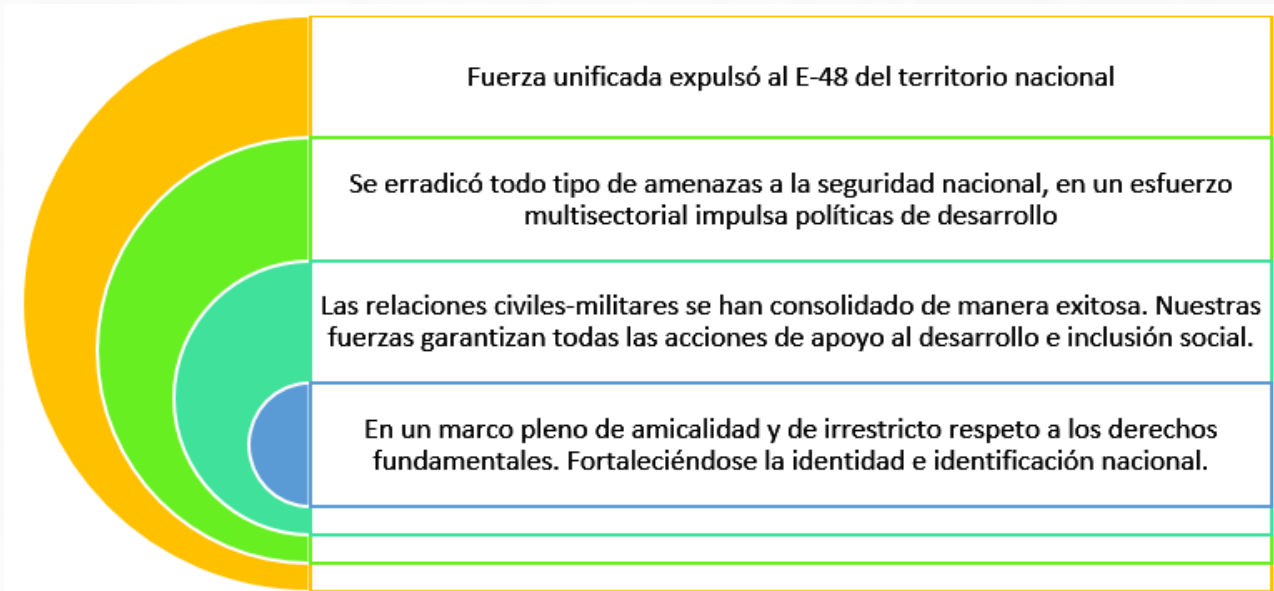 Fuerza unificada expulsó al E-48 del territorio nacional
Se erradicó todo tipo de amenazas a la seguridad nacional, en un esfuerzo
multisectorial impulsa políticas de desarrollo
Las relaciones civiles-militares se han consolidado de manera exitosa. Nuestras
fuerzas garantizan todas las acciones de apoyo al desarrollo e inclusión social.
En un marco pleno de amicalidad y de irrestricto respeto a los derechos
fundamentales. Fortaleciéndose la identidad e identificación nacional.